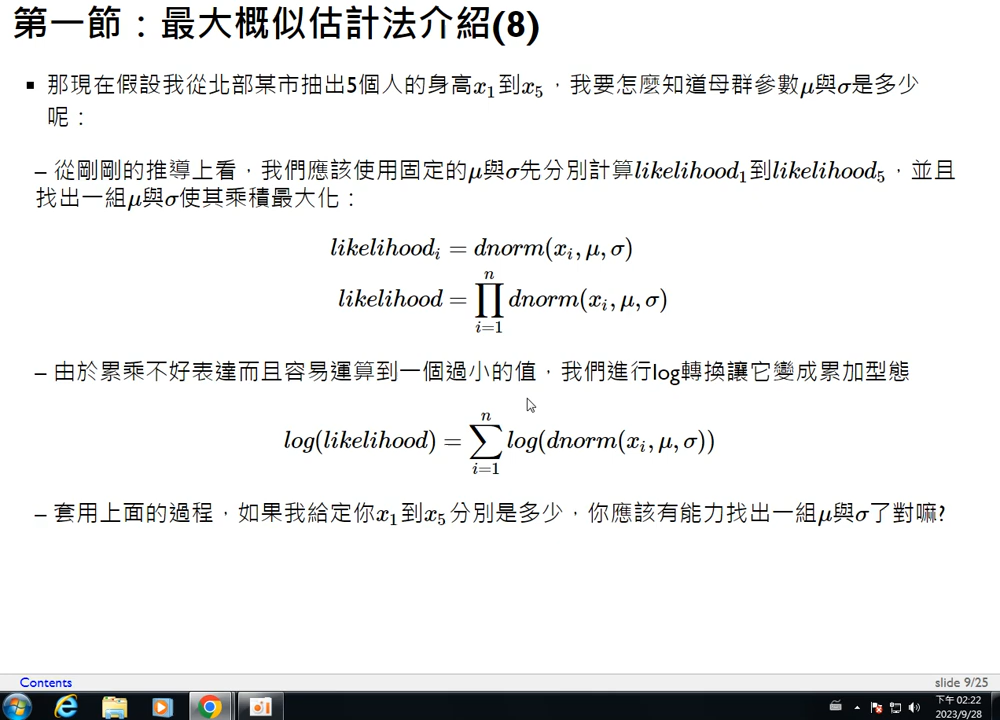 第一節：最大概似估計法介紹(8)
▪ 那現在假設我從北部某市抽出5個人的身高x₁到x₅，我要怎麼知道母群參數μ與σ是多少
呢：
– 從剛剛的推導上看，我們應該使用固定的μ與σ先分別計算likelihood₁到likelihood₅，並且
找出一組μ與σ使其乘積最大化：
likelihoodᵢ = dnorm(xᵢ, μ, σ)
likelihood = ∏ⁿᵢ₌₁ dnorm(xᵢ, μ, σ)
– 由於累乘不好表達而且容易運算到一個過小的值，我們進行log轉換讓它變成累加型態
log(likelihood) = ∑ⁿᵢ₌₁ log(dnorm(xᵢ, μ, σ))
– 套用上面的過程，如果我給定你x₁到x₅分別是多少，你應該有能力找出一組μ與σ了對嘛?
Contents
slide 9/25
下午 02:22
2023/9/28